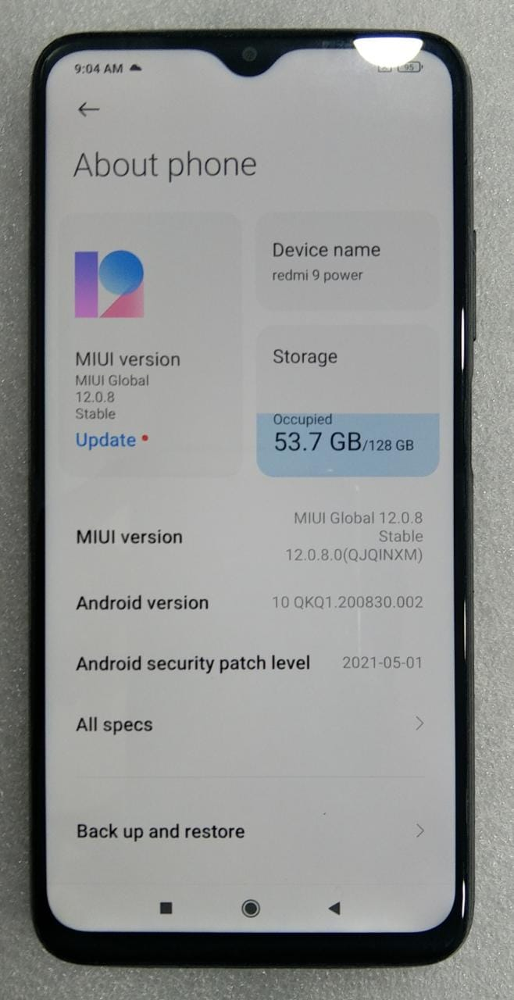 9:04 AM
95
About phone
Device name
redmi 9 power
MIUI version
MIUI Global
12.0.8
Stable
Update
Storage
Occupied
53.7 GB/128 GB
MIUI version
MIUI Global 12.0.8
Stable
12.0.8.0(QJQINXM)
Android version
10 QKQ1.200830.002
Android security patch level
2021-05-01
All specs
Back up and restore